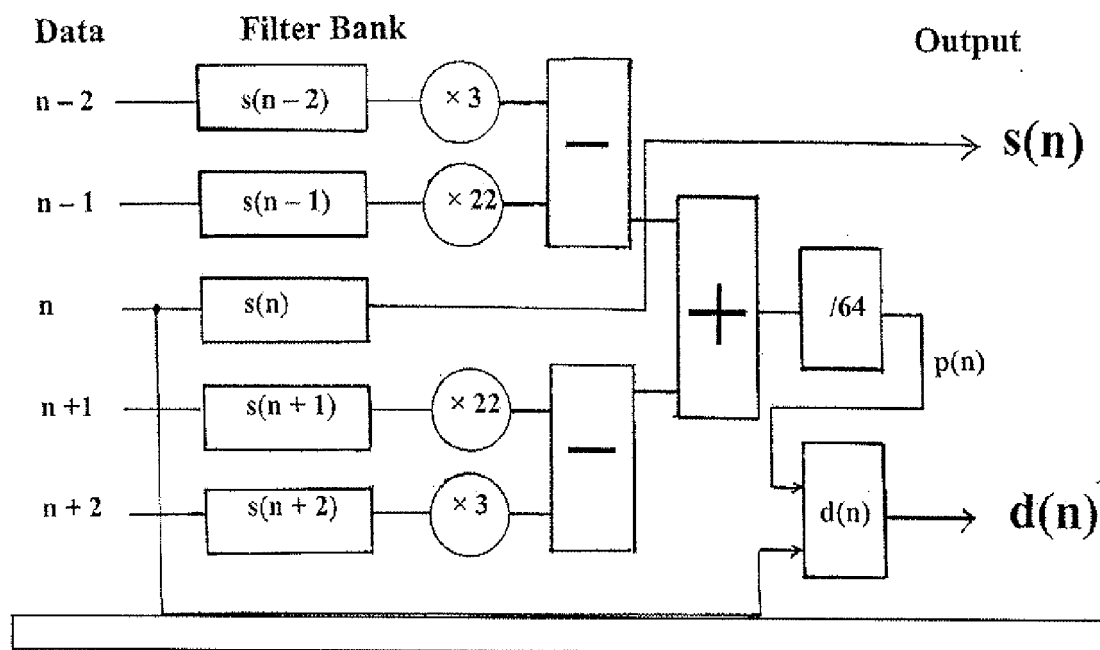 Data Filter Bank Output
n – 2 s(n – 2) × 3 −
s(n)
n – 1 s(n – 1) × 22
n s(n) + /64
p(n)
n +1 s(n + 1) × 22 −
n + 2 s(n + 2) × 3 d(n) d(n)